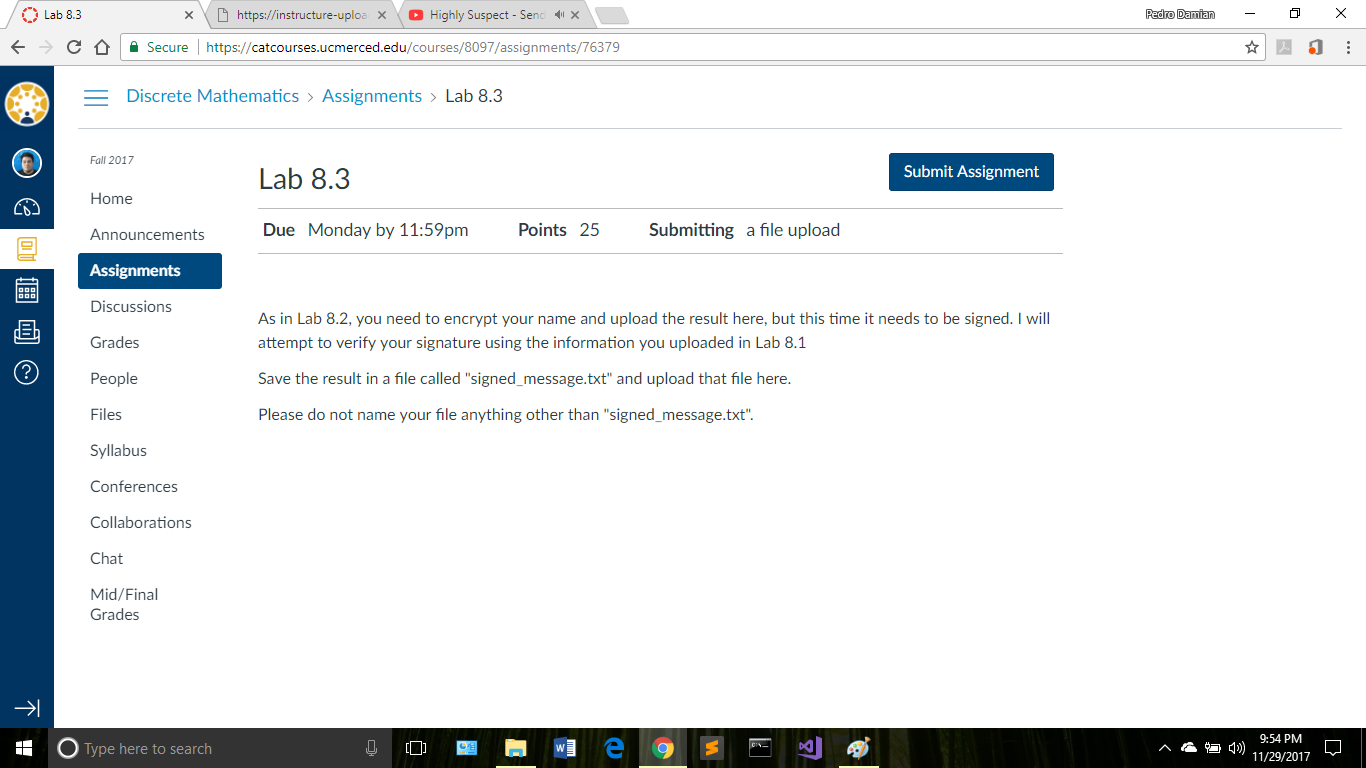 Lab 8.3
https://instructure-uploa
Highly Suspect - Send
Pedro Damian
Secure
https://catcourses.ucmerced.edu/courses/8097/assignments/76379
Discrete Mathematics > Assignments > Lab 8.3
Fall 2017
Home
Announcements
Assignments
Discussions
Grades
People
Files
Syllabus
Conferences
Collaborations
Chat
Mid/Final
Grades
Lab 8.3
Submit Assignment
Due Monday by 11:59pm Points 25 Submitting a file upload
As in Lab 8.2, you need to encrypt your name and upload the result here, but this time it needs to be signed. I will
attempt to verify your signature using the information you uploaded in Lab 8.1
Save the result in a file called "signed_message.txt" and upload that file here.
Please do not name your file anything other than "signed_message.txt".
Type here to search
9:54 PM
11/29/2017